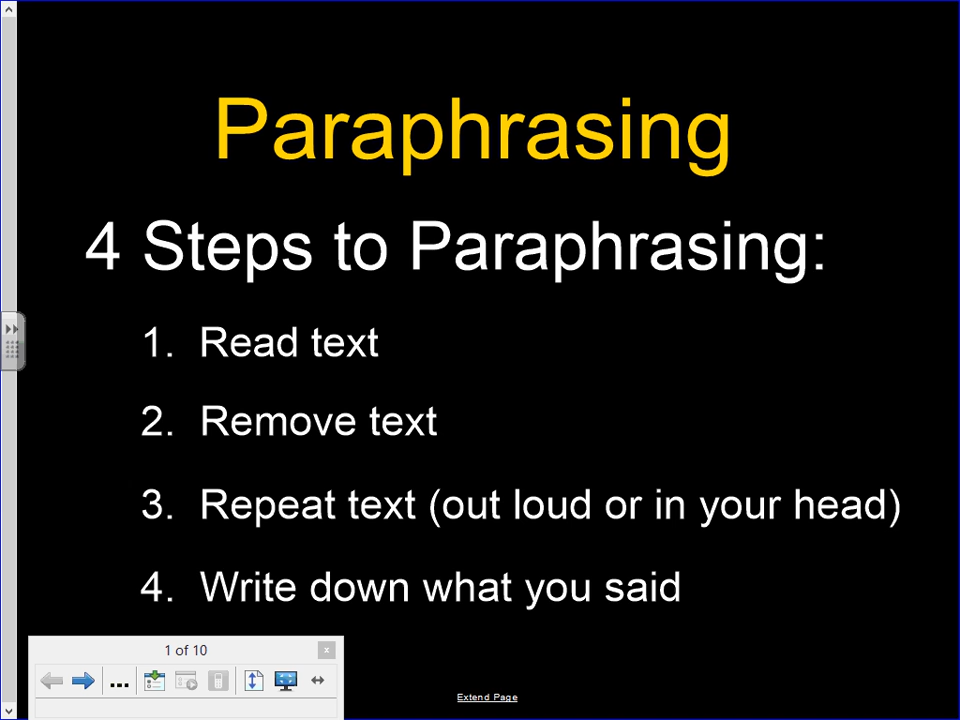 Paraphrasing
4 Steps to Paraphrasing:
1. Read text
2. Remove text
3. Repeat text (out loud or in your head)
4. Write down what you said
1 of 10
...
Extend Page